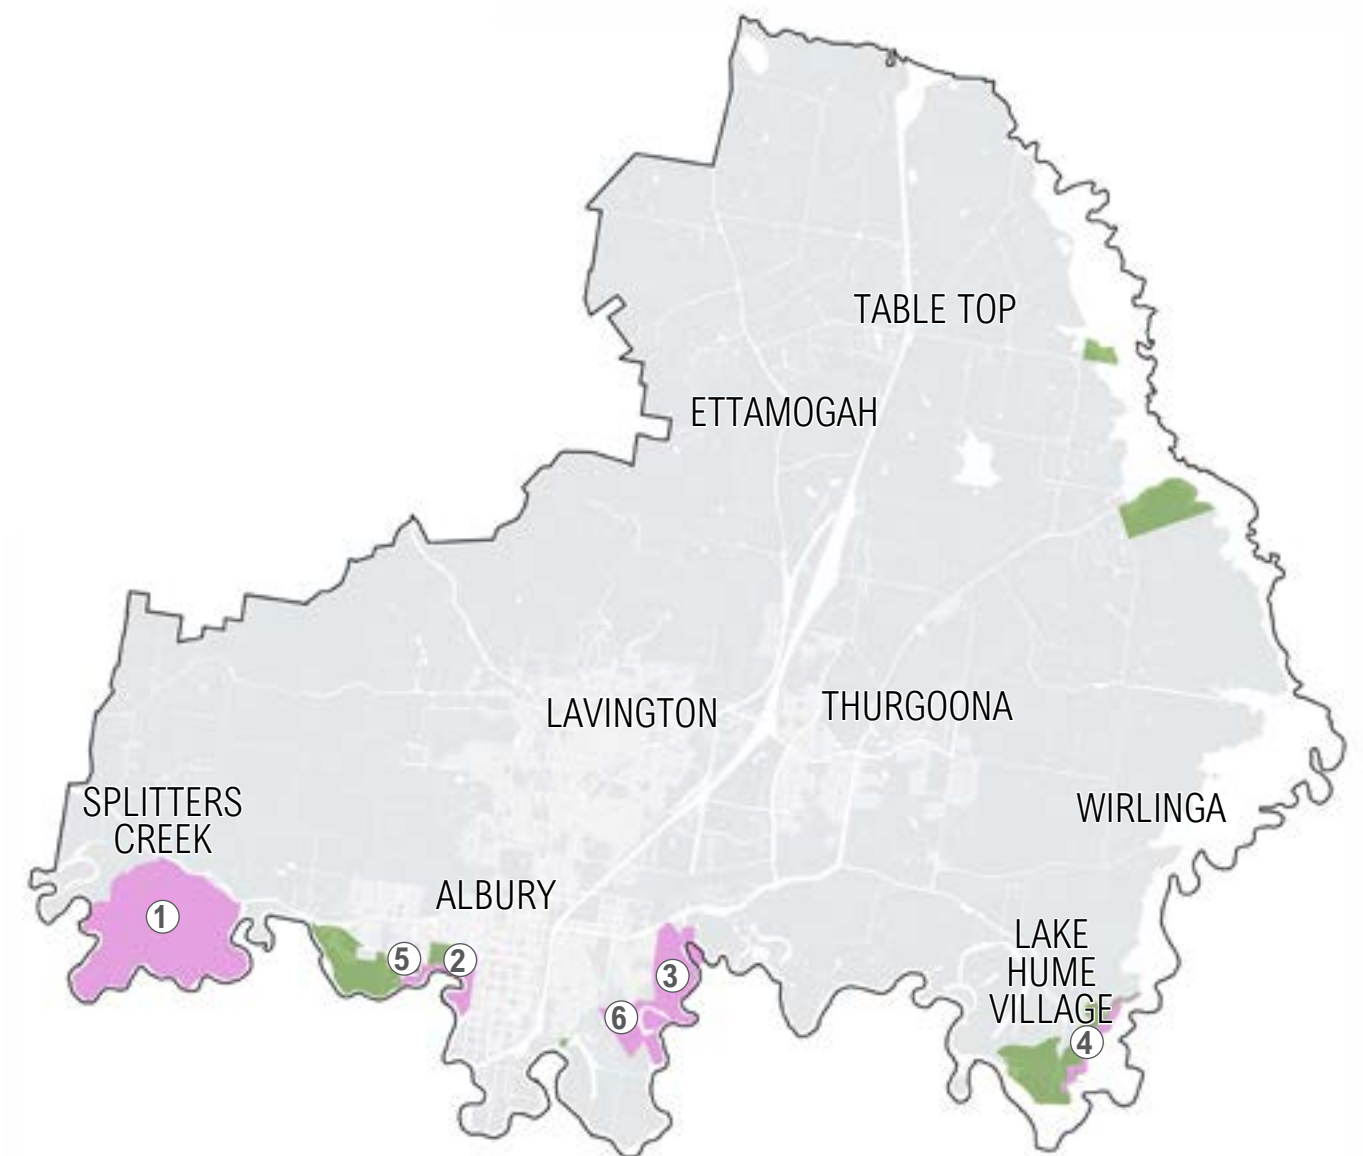 TABLE TOP
ETTAMOGAH
LAVINGTON
THURGOONA
SPLITTERS
CREEK
WIRLINGA
ALBURY
1
5
2
3
6
LAKE
HUME
VILLAGE
4